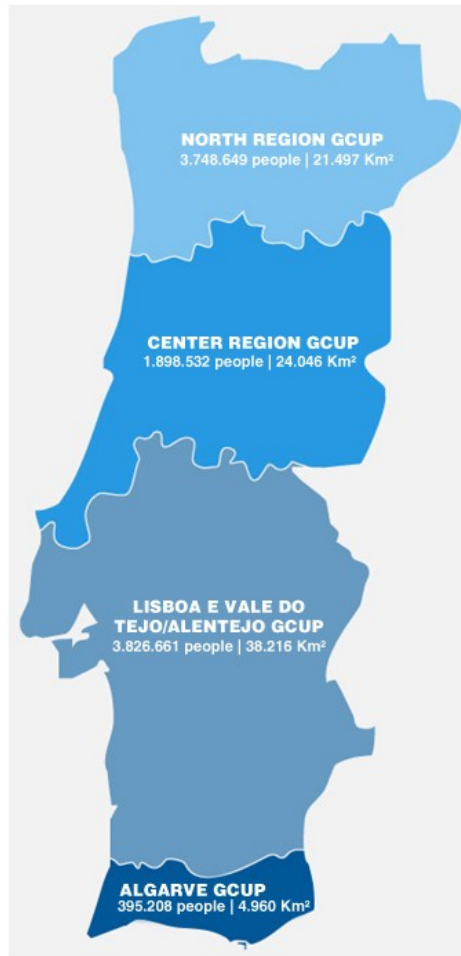 NORTH REGION GCUP
3.748.649 people | 21.497 Km²
CENTER REGION GCUP
1.898.532 people | 24.046 Km²
LISBOA E VALE DO
TEJO/ALENTEJO GCUP
3.826.661 people | 38.216 Km²
ALGARVE GCUP
395.208 people | 4.960 Km²